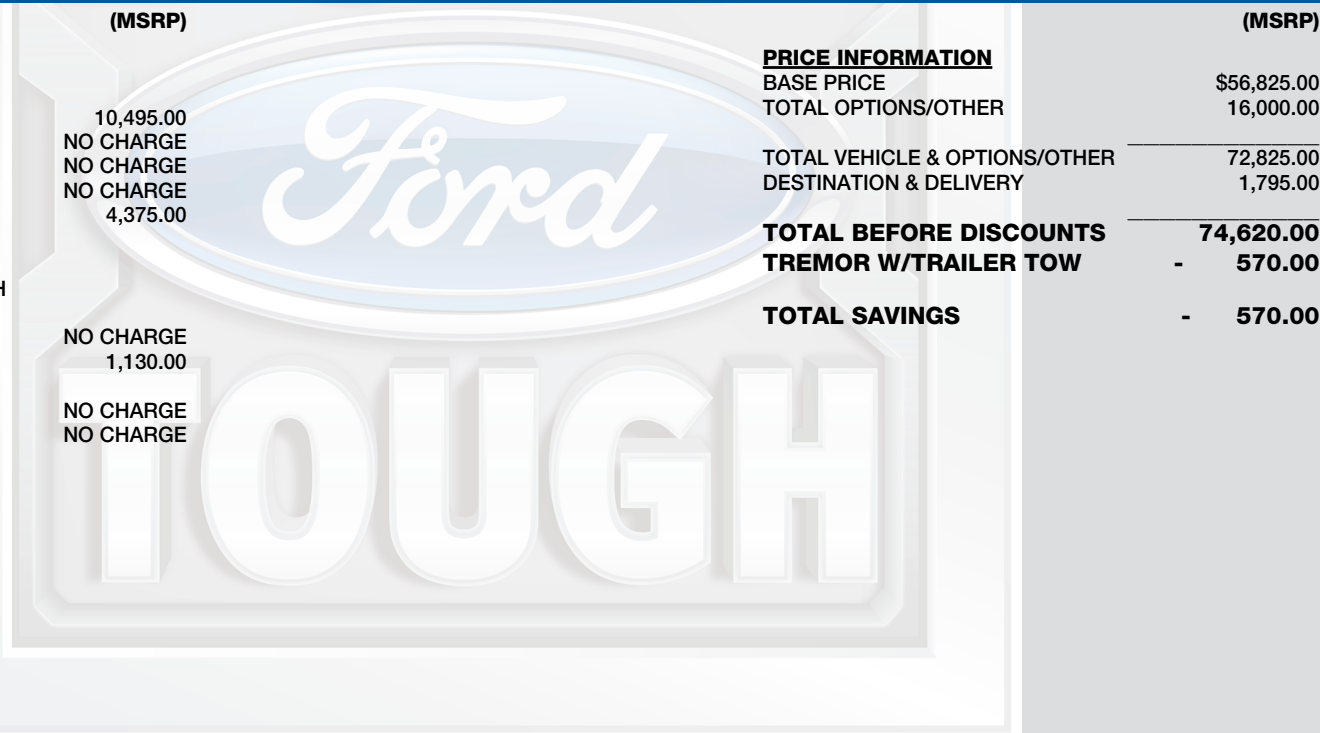 (MSRP)
10,495.00
NO CHARGE
NO CHARGE
NO CHARGE
4,375.00
H
NO CHARGE
1,130.00
NO CHARGE
NO CHARGE
Ford
TOUGH
(MSRP)
PRICE INFORMATION
BASE PRICE $56,825.00
TOTAL OPTIONS/OTHER 16,000.00
TOTAL VEHICLE & OPTIONS/OTHER 72,825.00
DESTINATION & DELIVERY 1,795.00
TOTAL BEFORE DISCOUNTS 74,620.00
TREMOR W/TRAILER TOW - 570.00
TOTAL SAVINGS - 570.00